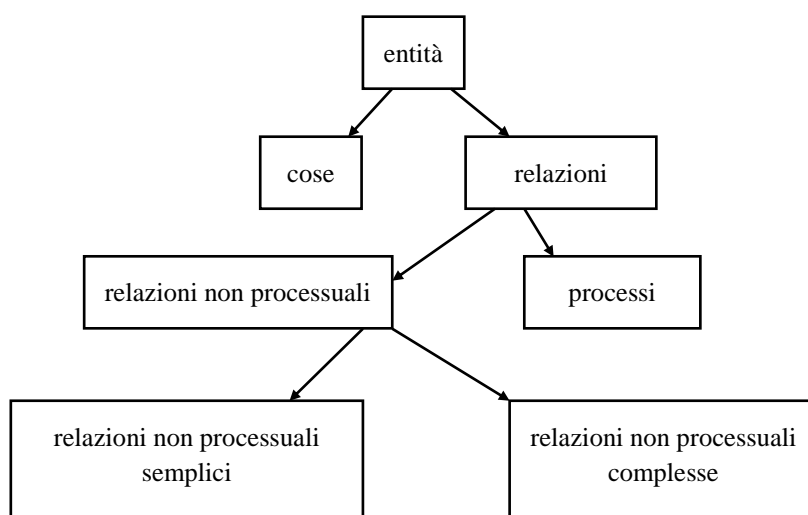 entità
cose
relazioni
relazioni non processuali
processi
relazioni non processuali
semplici
relazioni non processuali
complesse